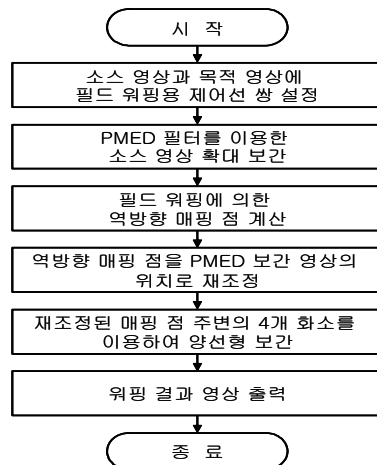 시 작
소스 영상과 목적 영상에
필드 워핑용 제어선 쌍 설정
PMED 필터를 이용한
소스 영상 확대 보간
필드 워핑에 의한
역방향 매핑 점 계산
역방향 매핑 점을 PMED 보간 영상의
위치로 재조정
재조정된 매핑 점 주변의 4개 화소를
이용하여 양선형 보간
워핑 결과 영상 출력
종 료